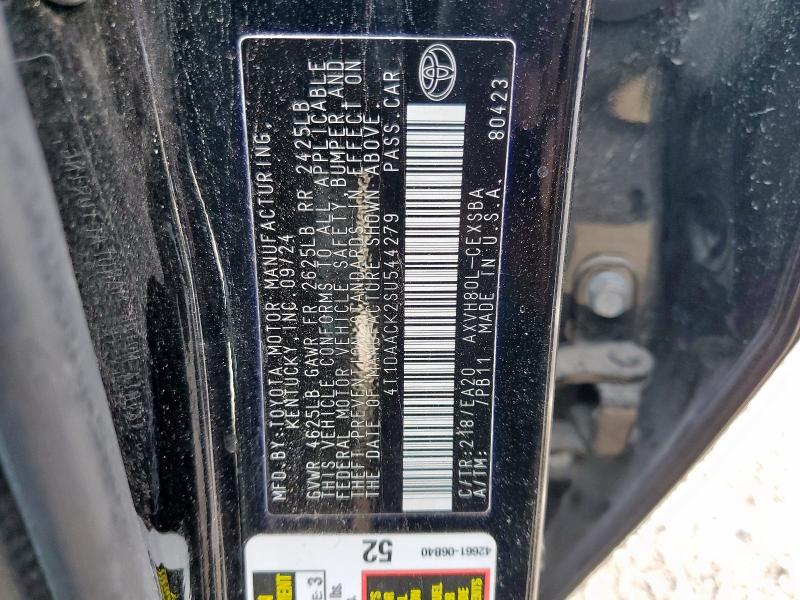 MFD.BY:TOYOTA MOTOR MANUFACTURING,
KENTUCKY, INC 09/24
GVWR 4625LB GAWR FR 2625LB RR 2425LB
THIS VEHICLE CONFORMS TO ALL APPLICABLE
FEDERAL MOTOR VEHICLE SAFETY, BUMPER, AND
THEFT PREVENTION STANDARDS IN EFFECT ON
THE DATE OF MANUFACTURE SHOWN ABOVE
4T1DAACK2SU544279 PASS.CAR
C/TR:218/EA20 AXVH80L-CEXSBA
A/TM: /PB11 MADE IN U.S.A. 80423
52
42661-06B40
3
lbs.